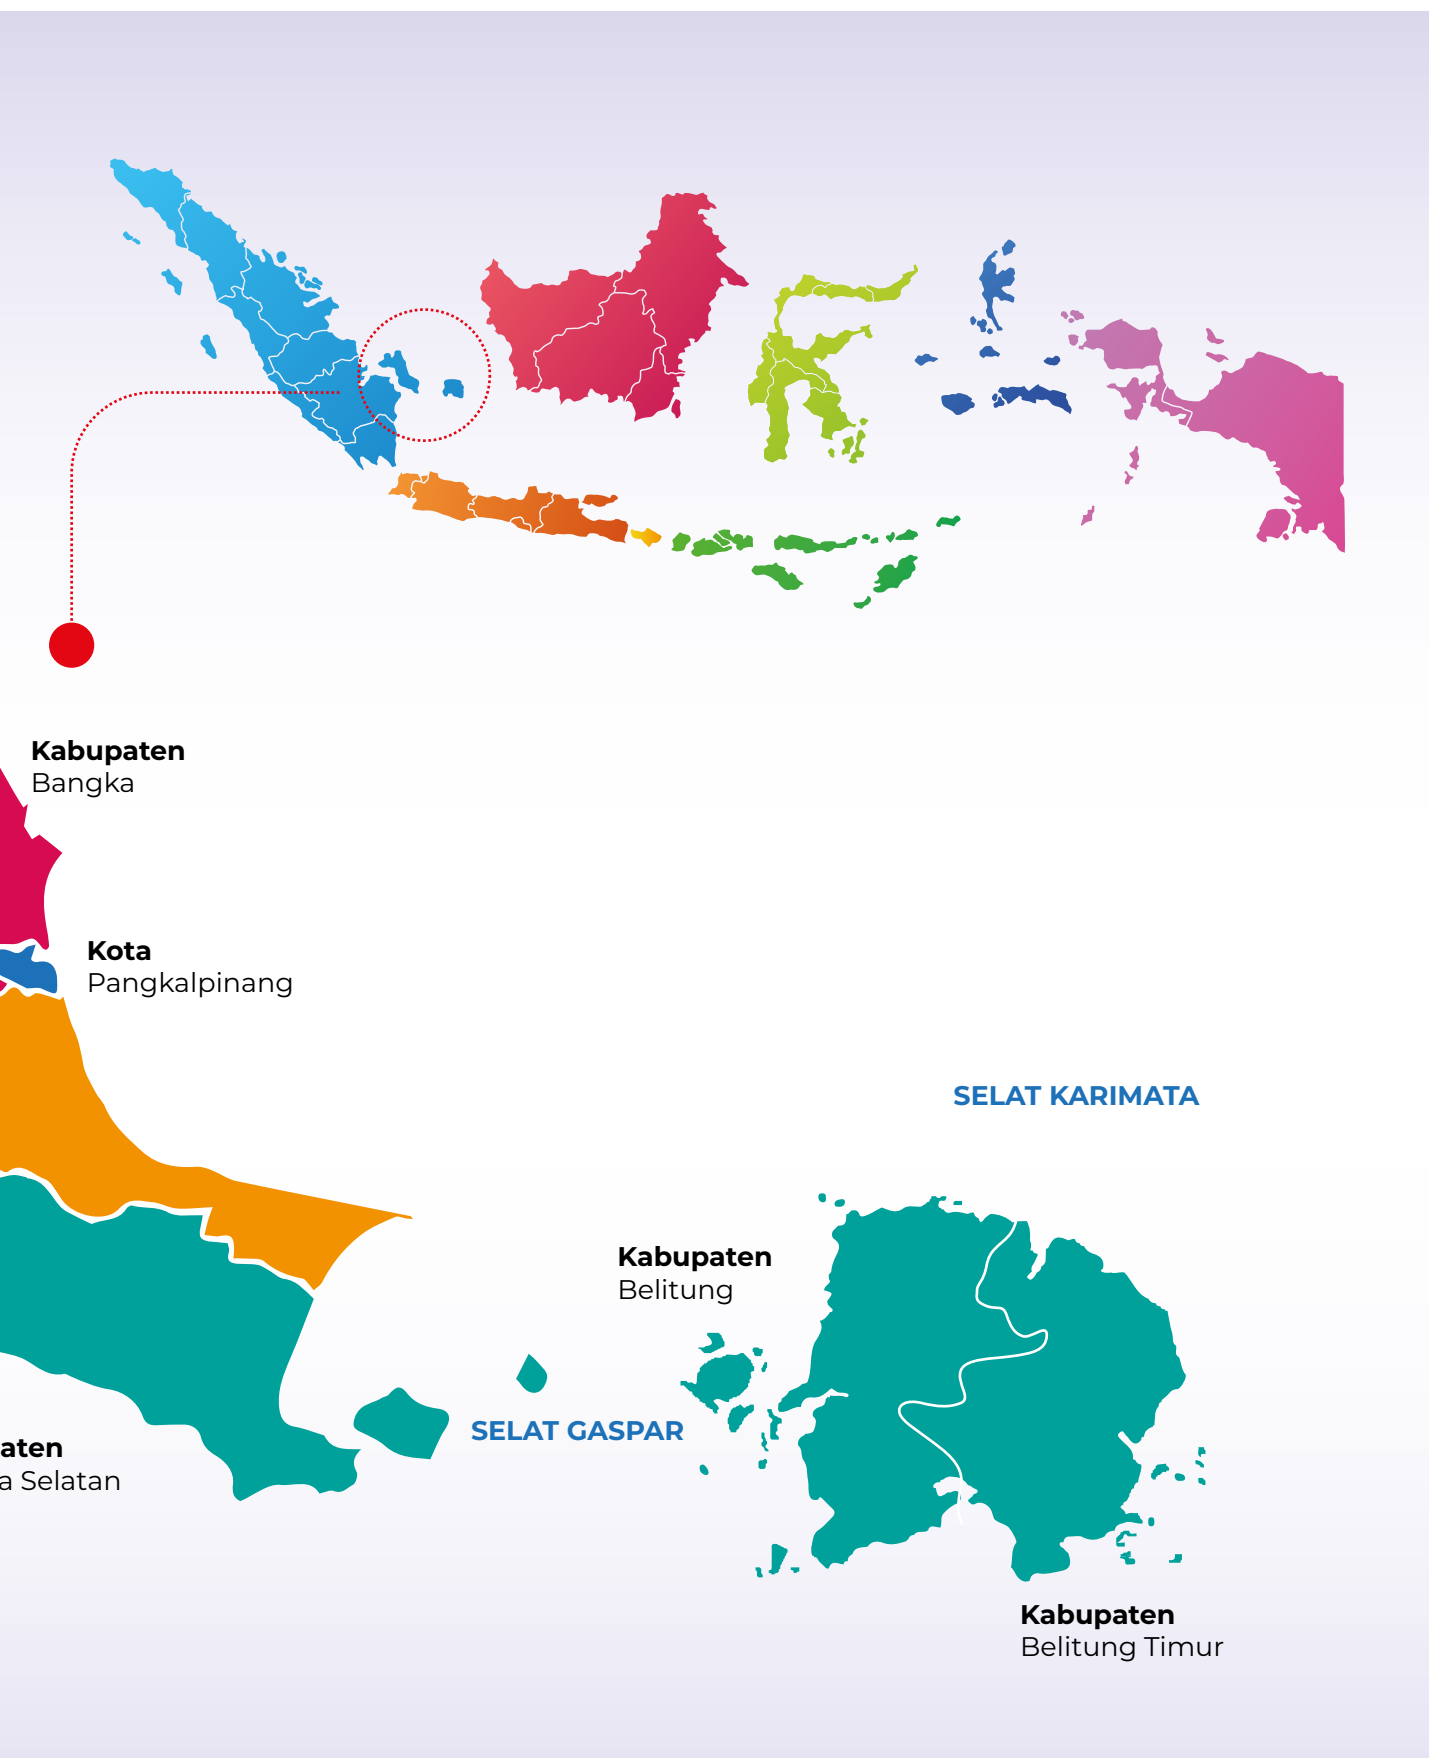 Kabupaten
Bangka
Kota
Pangkalpinang
SELAT KARIMATA
Kabupaten
Belitung
SELAT GASPAR
aten
a Selatan
Kabupaten
Belitung Timur